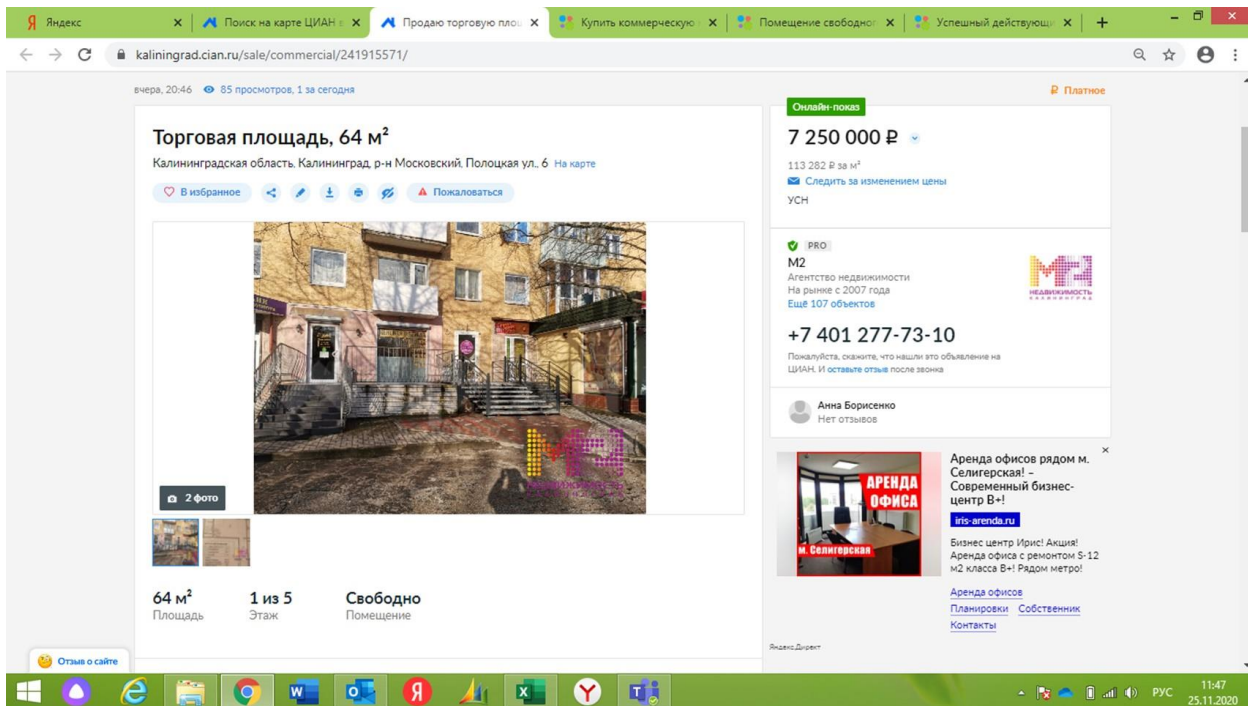 Яндекс
Поиск на карте ЦИАН
Продаю торговую
Купить коммерческую
Помещение свободног
Успешный действующи
kaliningrad.cian.ru/sale/commercial/241915571/
вчера, 20:46 85 просмотров, 1 за сегодня
Платное
Торговая площадь, 64 м²
Калининградская область, Калининград, р-н Московский, Полоцкая ул., 6 На карте
В избранное
Пожаловаться
2 фото
64 м² 1 из 5 Свободно
Площадь Этаж Помещение
Онлайн-показ
7 250 000 ₽
113 282 ₽ за м²
Следить за изменением цены
УСН
PRO
М2
Агентство недвижимости
На рынке с 2007 года
Ещё 107 объектов
М2
НЕДВИЖИМОСТЬ
КАЛИНИНГРАД
+7 401 277-73-10
Пожалуйста, скажите, что нашли это объявление на
ЦИАН. И оставьте отзыв после звонка
Анна Борисенко
Нет отзывов
АРЕНДА
ОФИСА
м. Селигерская
Аренда офисов рядом м.
Селигерская! –
Современный бизнес-
центр В+!
iris-arenda.ru
Бизнес центр Ирис! Акция!
Аренда офиса с ремонтом S-12
м2 класса В+! Рядом метро!
Аренда офисов
Планировки Собственник
Контакты
Яндекс.Директ
Отзыв о сайте
РУС
11:47
25.11.2020